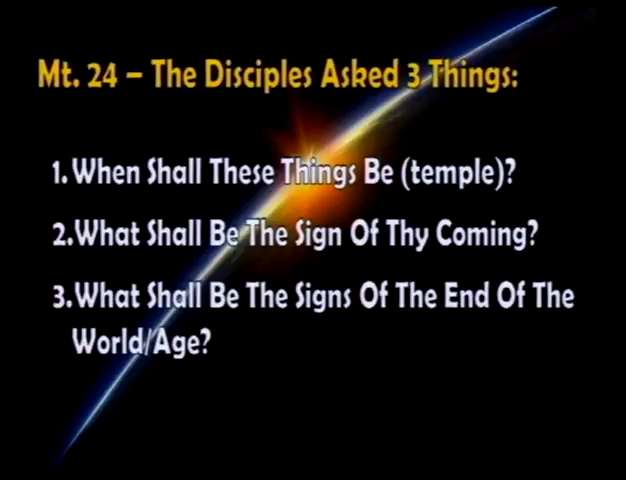 Mt. 24 – The Disciples Asked 3 Things:
1. When Shall These Things Be (temple)?
2.What Shall Be The Sign Of Thy Coming?
3.What Shall Be The Signs Of The End Of The
World/Age?